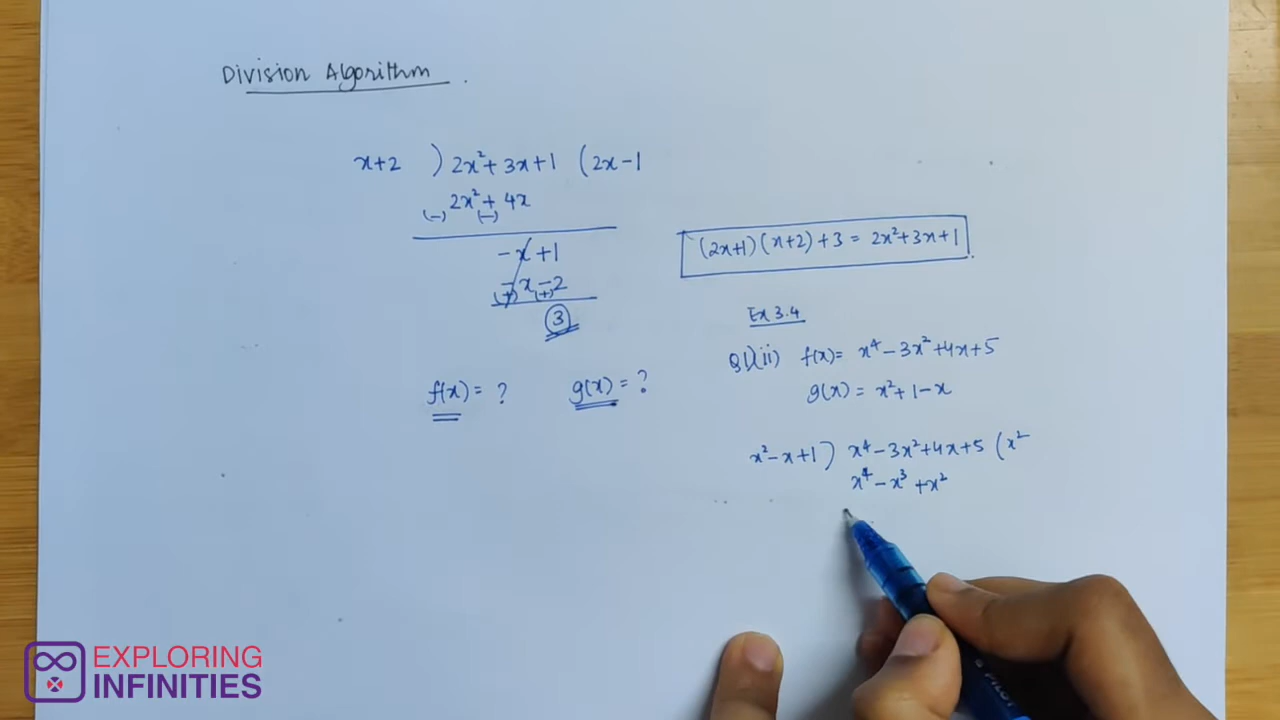 Division Algorithm .
x+2 ) 2x²+ 3x+1 ( 2x-1
2x²+ 4x
(-) (-)
-x +1
-x -2
(+) (+)
3
(2x+1) (x+2) +3 = 2x²+3x+1
Ex 3.4
Q1(ii) f(x)= x⁴-3x²+4x+5
g(x) = x²+1-x
f(x) = ? g(x) = ?
x²-x+1 ) x⁴-3x²+4x+5 ( x²
x⁴-x³+x²
PILOT
EXPLORING
INFINITIES